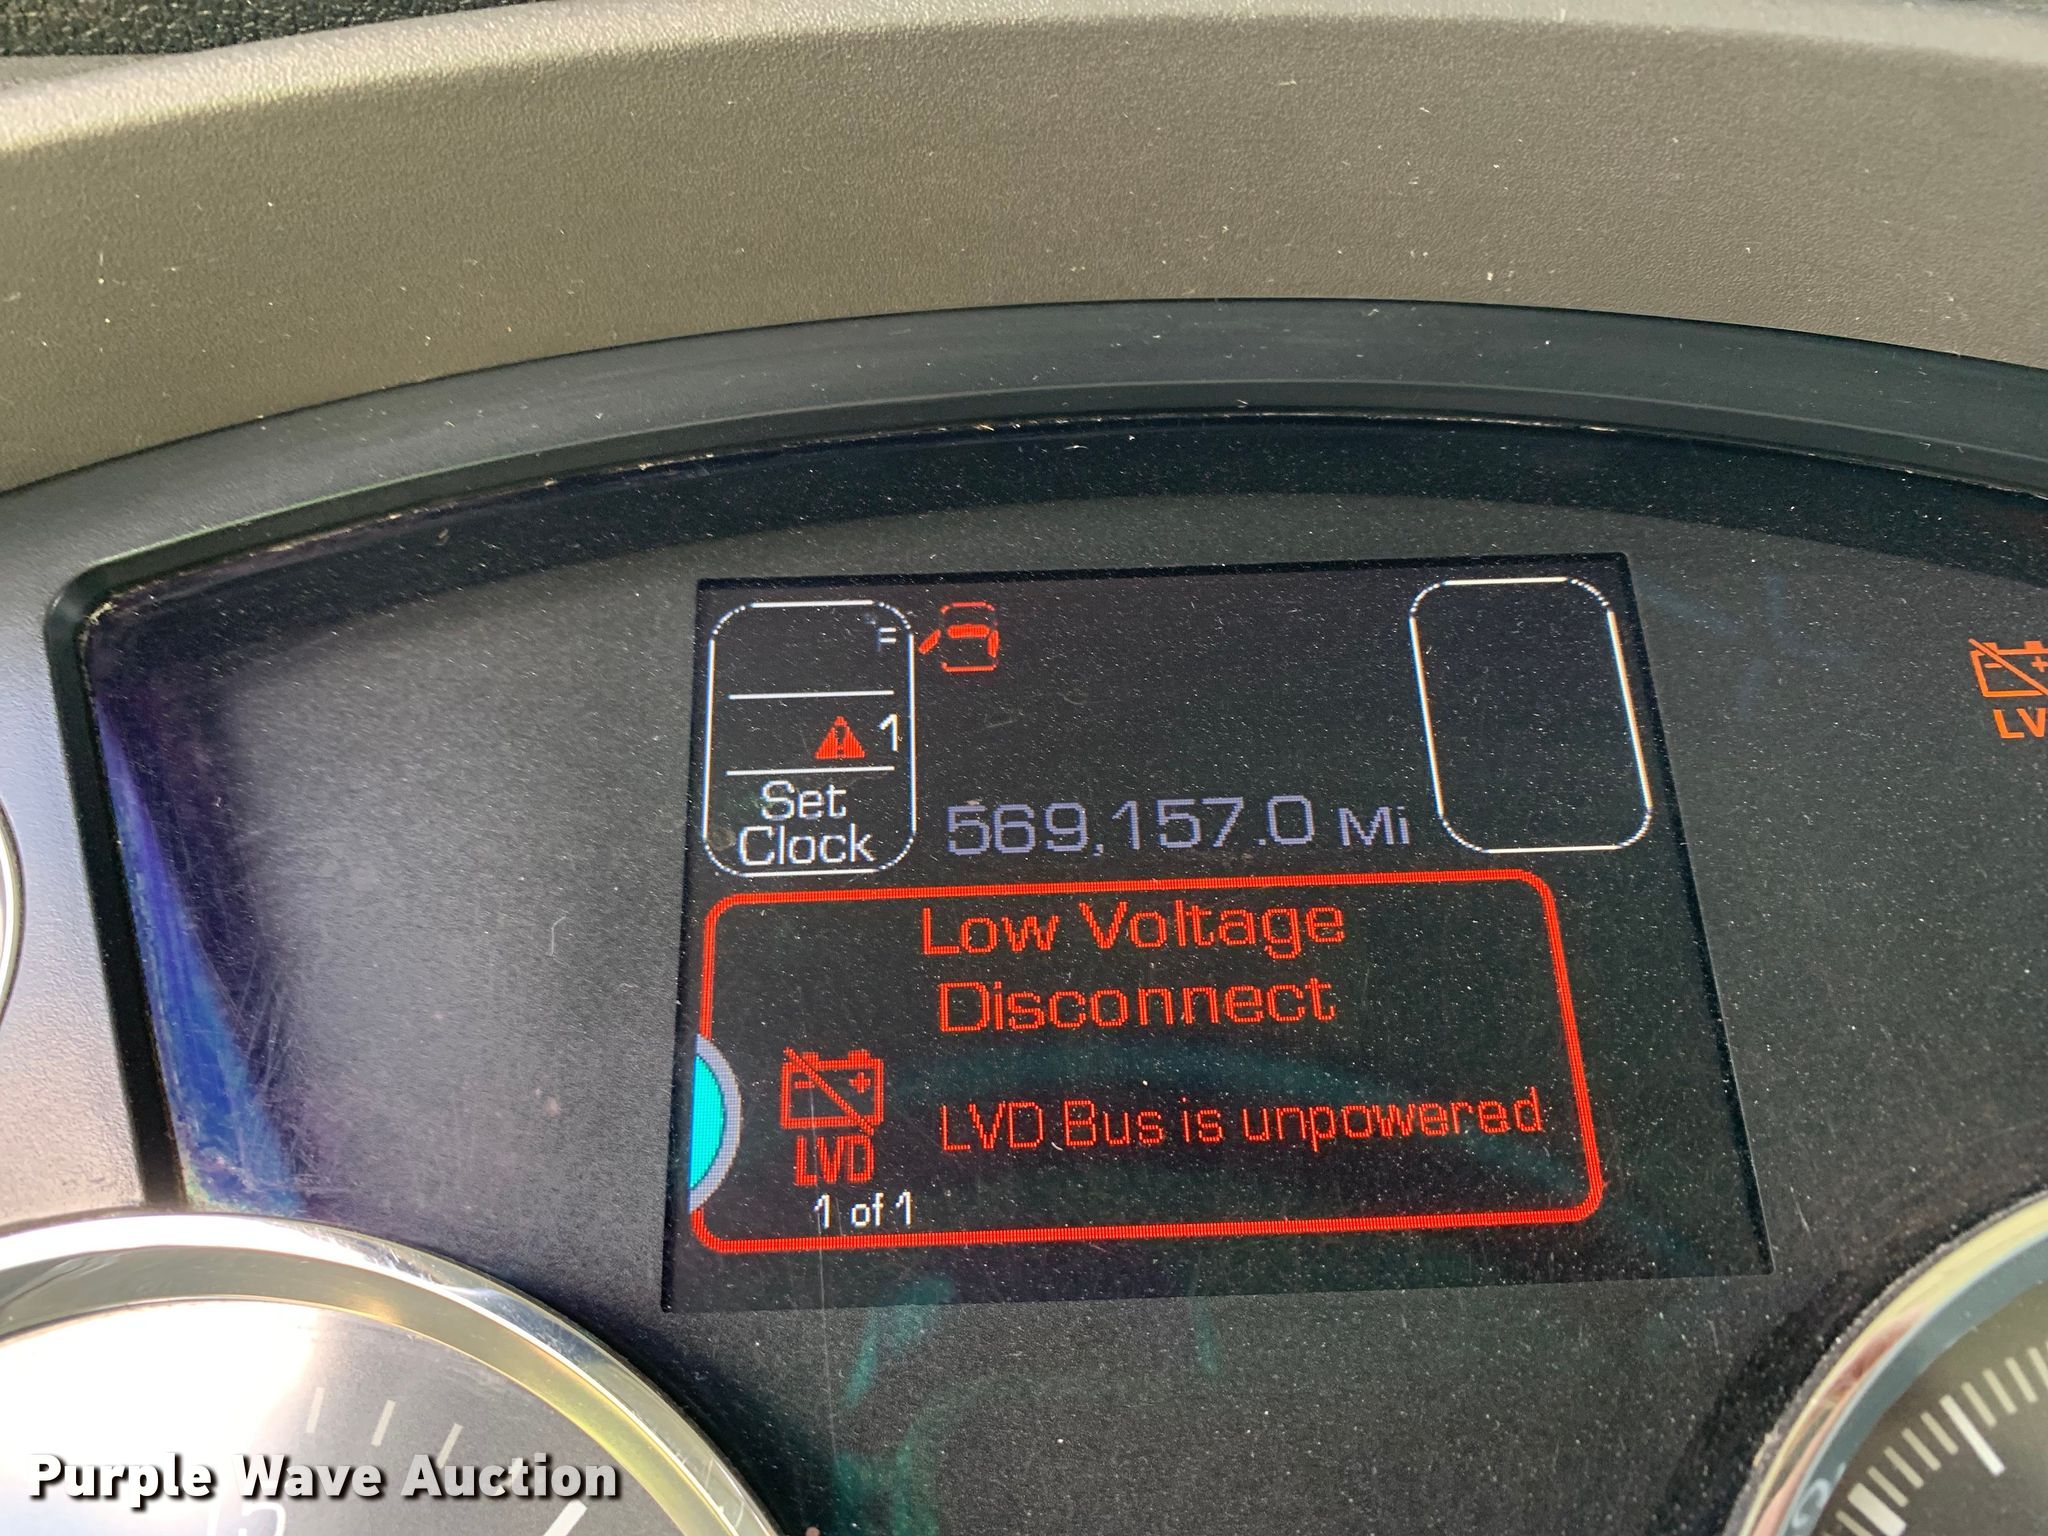 F
1
Set
Clock
569,157.0 Mi
LV
Low Voltage
Disconnect
LVD
LVD Bus is unpowered
1 of 1
Purple Wave Auction